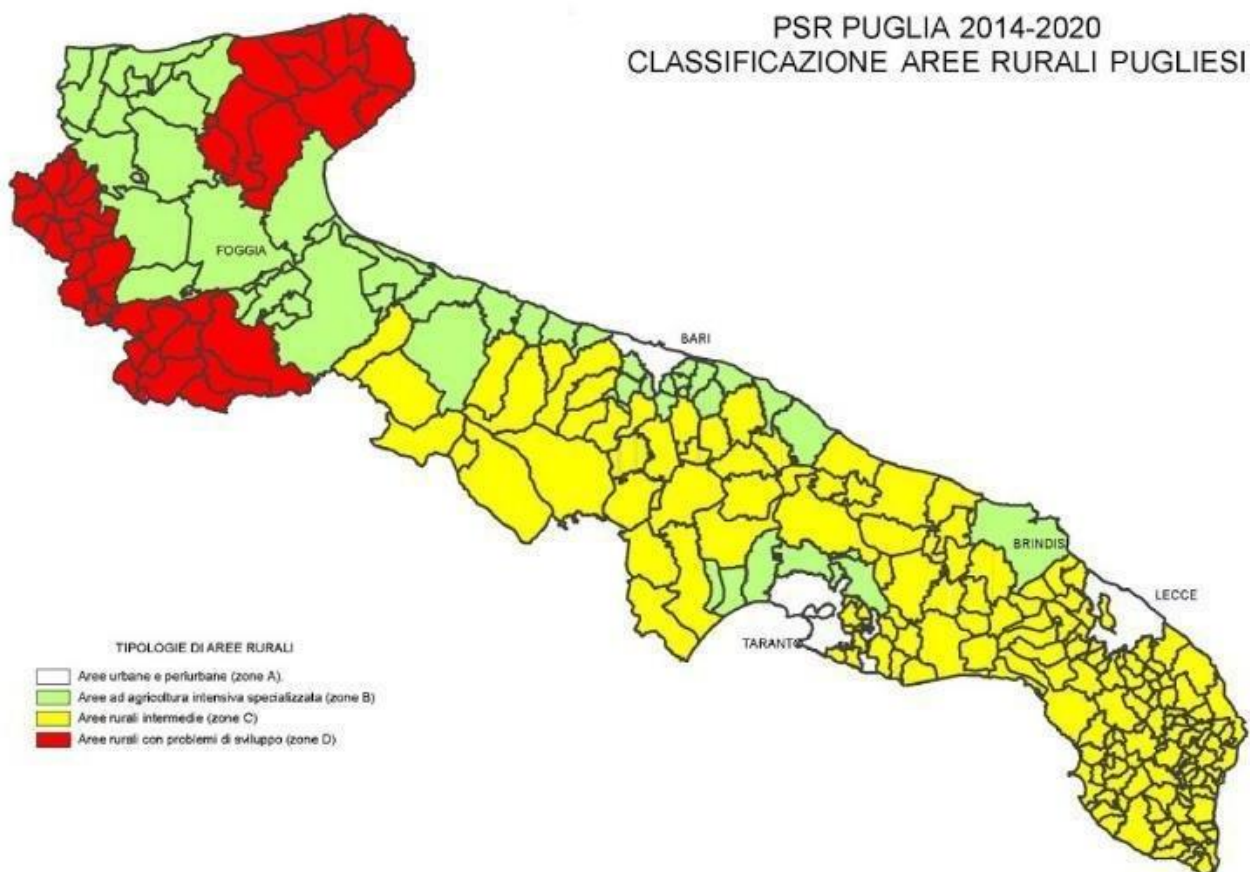 PSR PUGLIA 2014-2020
CLASSIFICAZIONE AREE RURALI PUGLIESI
FOGGIA
BARI
BRINDISI
LECCE
TARANTO
TIPOLOGIE DI AREE RURALI
Aree urbane e periurbane (zone A).
Aree ad agricoltura intensiva specializzata (zone B)
Aree rurali intermedie (zone C)
Aree rurali con problemi di sviluppo (zone D)